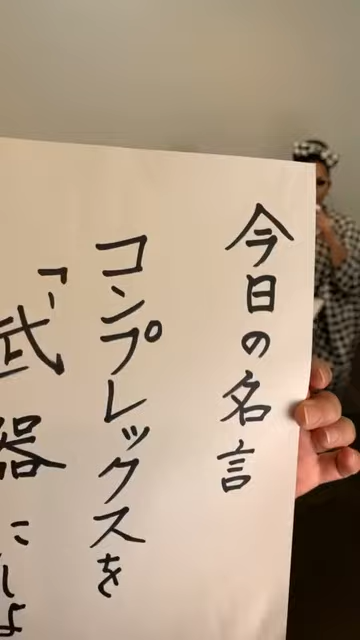 今日の名言
コンプレックスを
「武器にしよ